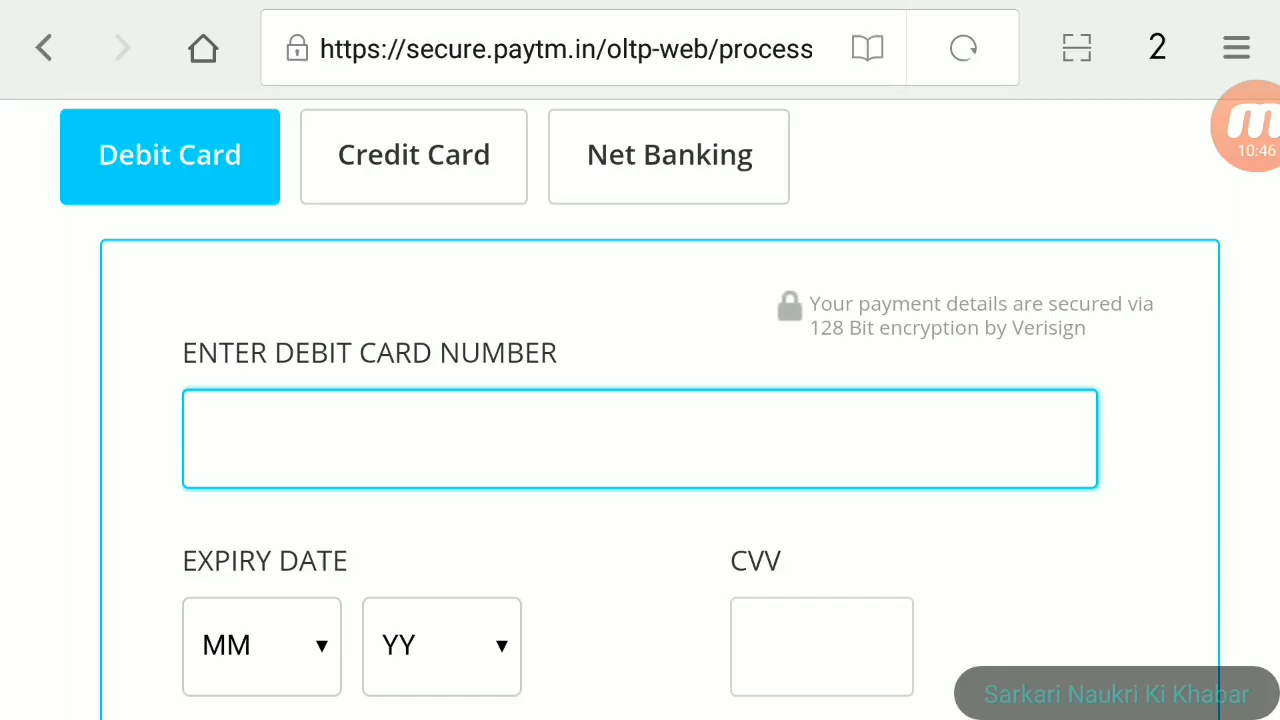 https://secure.paytm.in/oltp-web/process
2
Debit Card
Credit Card
Net Banking
10:46
Your payment details are secured via
128 Bit encryption by Verisign
ENTER DEBIT CARD NUMBER
EXPIRY DATE
CVV
MM
YY
Sarkari Naukri Ki Khabar